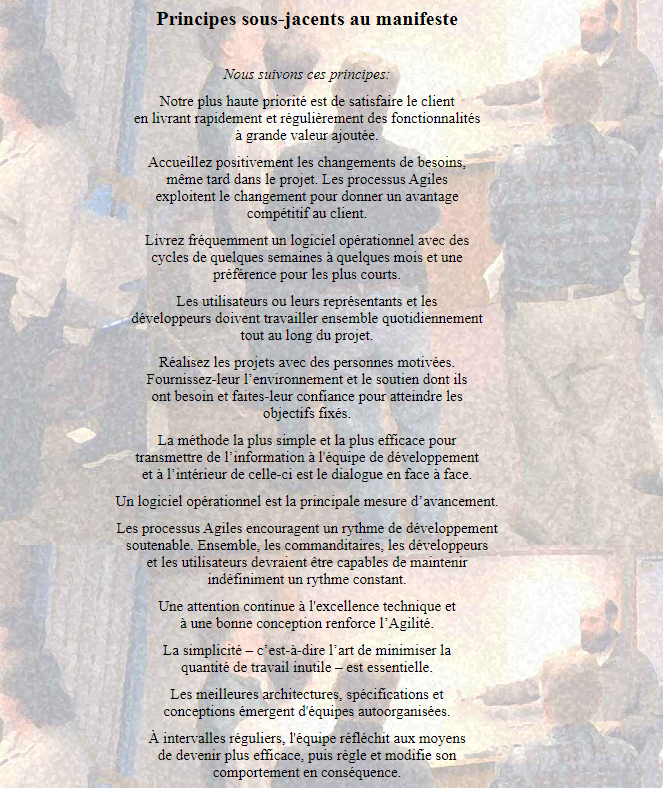 Principes sous-jacents au manifeste
Nous suivons ces principes:
Notre plus haute priorité est de satisfaire le client
en livrant rapidement et régulièrement des fonctionnalités
à grande valeur ajoutée.
Accueillez positivement les changements de besoins,
même tard dans le projet. Les processus Agiles
exploitent le changement pour donner un avantage
compétitif au client.
Livrez fréquemment un logiciel opérationnel avec des
cycles de quelques semaines à quelques mois et une
préférence pour les plus courts.
Les utilisateurs ou leurs représentants et les
développeurs doivent travailler ensemble quotidiennement
tout au long du projet.
Réalisez les projets avec des personnes motivées.
Fournissez-leur l’environnement et le soutien dont ils
ont besoin et faites-leur confiance pour atteindre les
objectifs fixés.
La méthode la plus simple et la plus efficace pour
transmettre de l’information à l'équipe de développement
et à l’intérieur de celle-ci est le dialogue en face à face.
Un logiciel opérationnel est la principale mesure d’avancement.
Les processus Agiles encouragent un rythme de développement
soutenable. Ensemble, les commanditaires, les développeurs
et les utilisateurs devraient être capables de maintenir
indéfiniment un rythme constant.
Une attention continue à l'excellence technique et
à une bonne conception renforce l’Agilité.
La simplicité – c’est-à-dire l’art de minimiser la
quantité de travail inutile – est essentielle.
Les meilleures architectures, spécifications et
conceptions émergent d'équipes autoorganisées.
À intervalles réguliers, l'équipe réfléchit aux moyens
de devenir plus efficace, puis règle et modifie son
comportement en conséquence.